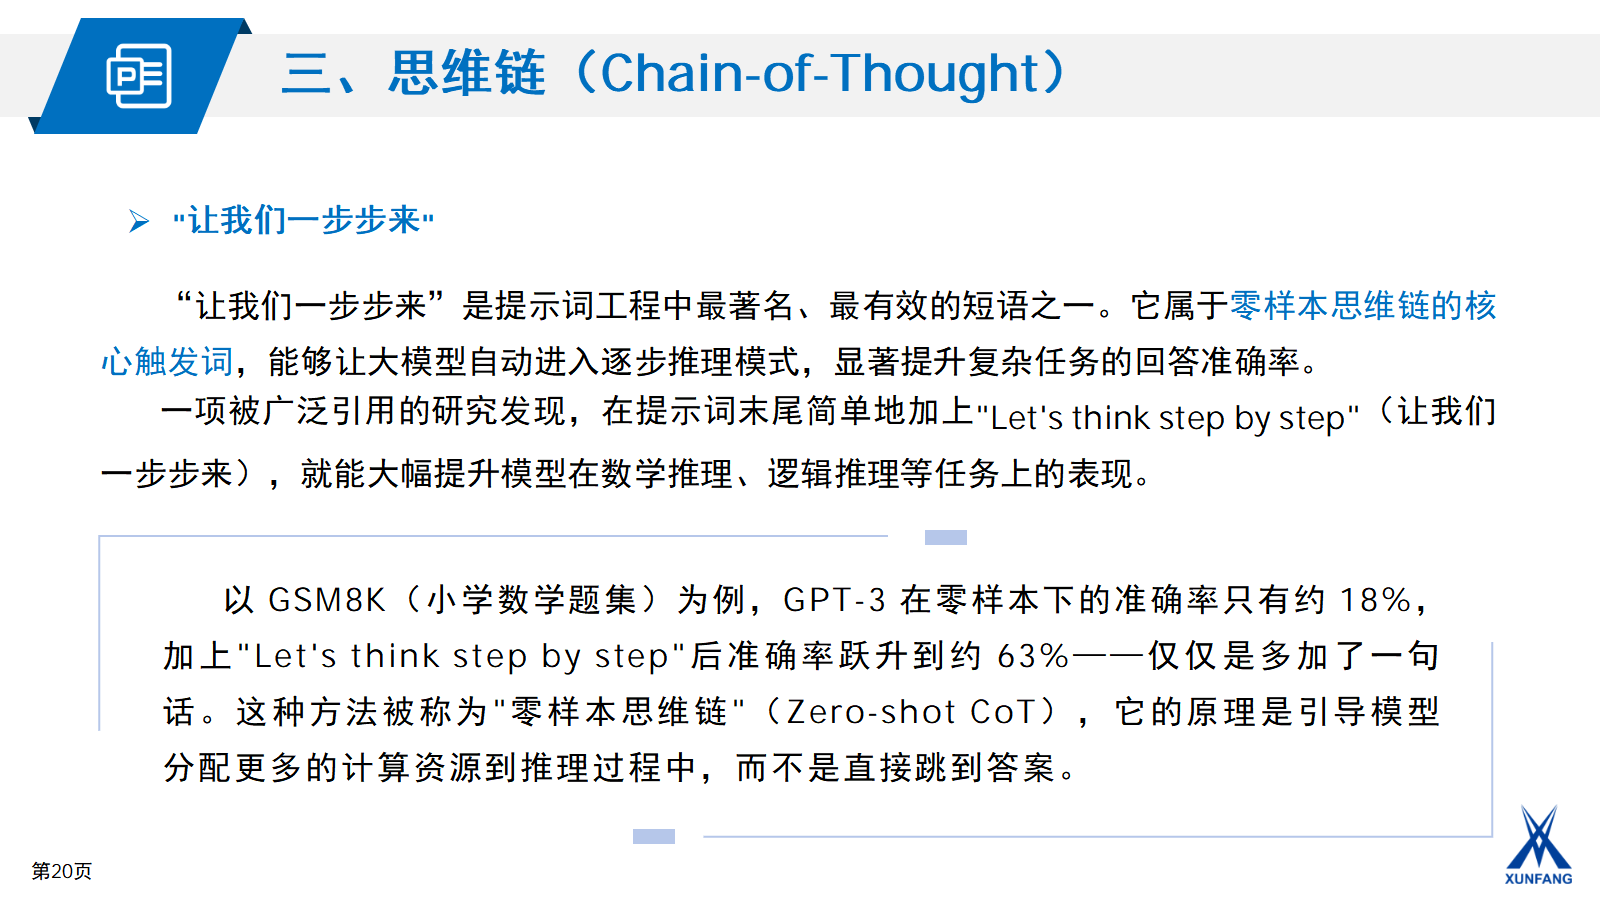 三、思维链（Chain-of-Thought）
"让我们一步步来"
“让我们一步步来”是提示词工程中最著名、最有效的短语之一。它属于零样本思维链的核
心触发词，能够让大模型自动进入逐步推理模式，显著提升复杂任务的回答准确率。
一项被广泛引用的研究发现，在提示词末尾简单地加上"Let's think step by step"（让我们
一步步来），就能大幅提升模型在数学推理、逻辑推理等任务上的表现。
以 GSM8K（小学数学题集）为例，GPT-3 在零样本下的准确率只有约 18%，
加上"Let's think step by step"后准确率跃升到约 63%——仅仅是多加了一句
话。这种方法被称为"零样本思维链"（Zero-shot CoT），它的原理是引导模型
分配更多的计算资源到推理过程中，而不是直接跳到答案。
第20页
XUNFANG